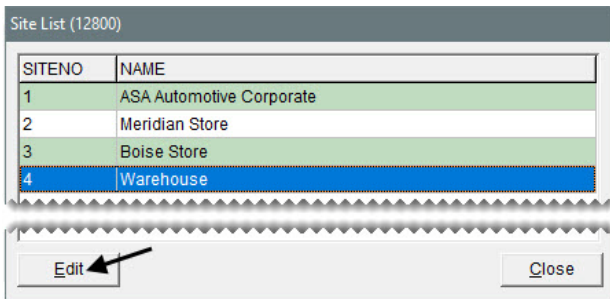 Site List (12800)
SITENO NAME
1 ASA Automotive Corporate
2 Meridian Store
3 Boise Store
4 Warehouse
Edit Close